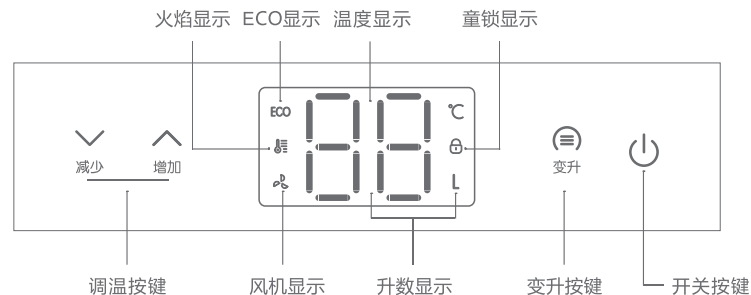 火焰显示 ECO显示 温度显示 童锁显示
ECO 88 ℃
减少 增加 变升
L
调温按键 风机显示 升数显示 变升按键 开关按键